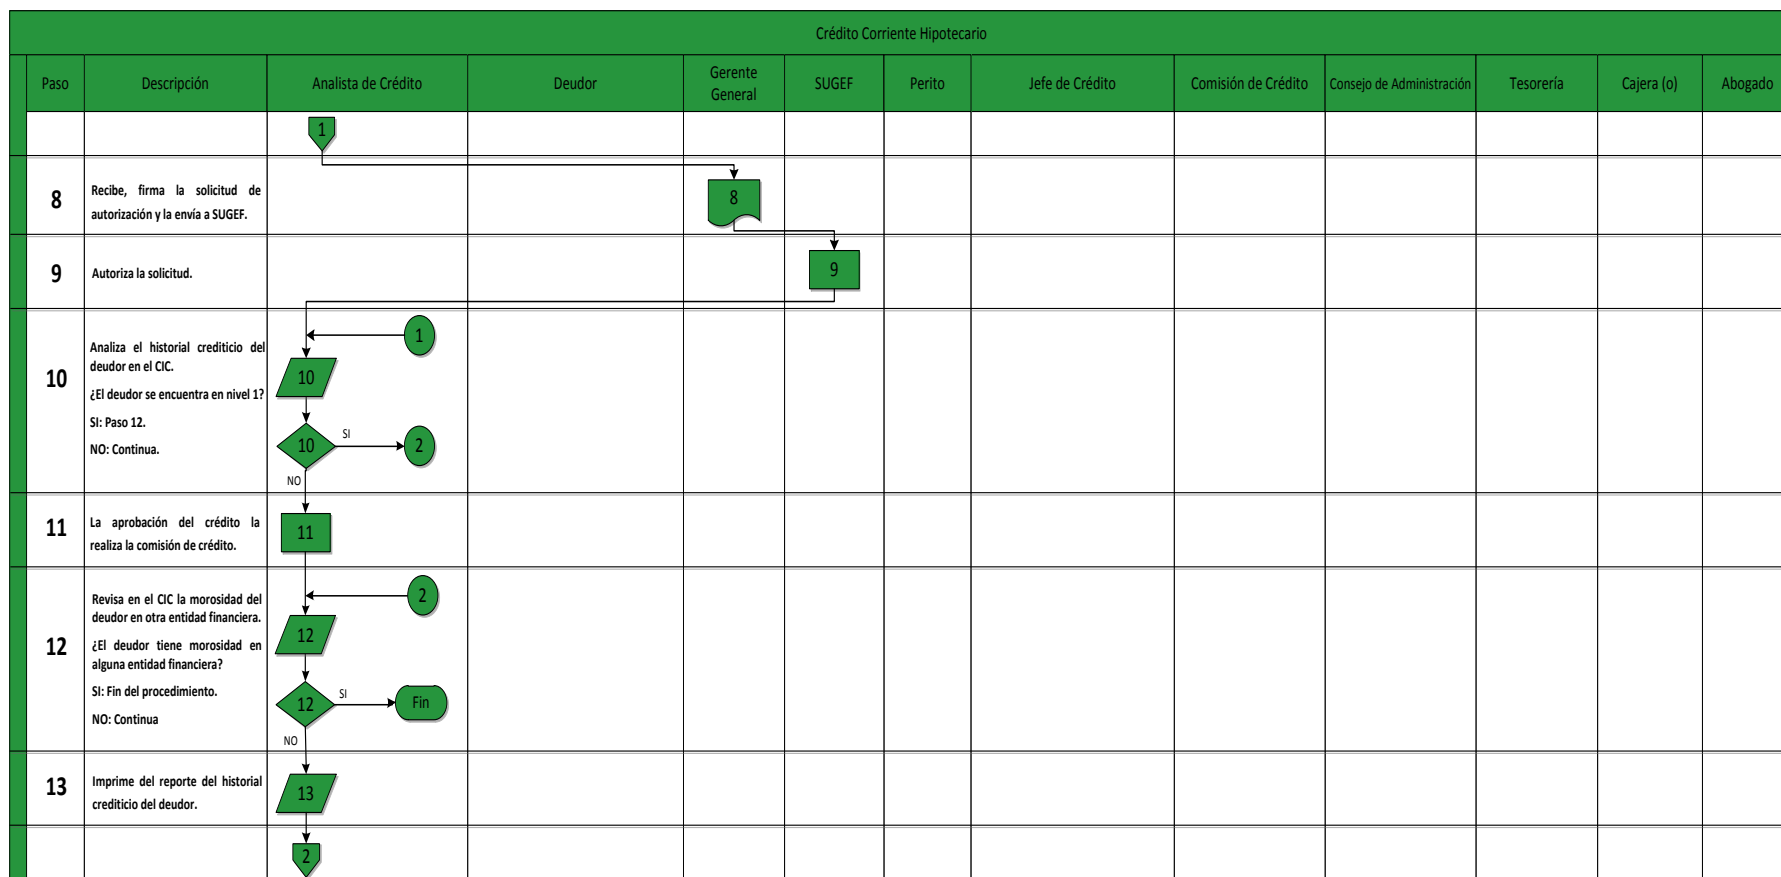 Crédito Corriente Hipotecario
Paso
Descripción
Analista de Crédito
Deudor
Gerente
General
SUGEF
Perito
Jefe de Crédito
Comisión de Crédito
Consejo de Administración
Tesorería
Cajera (o)
Abogado
1
8
Recibe, firma la solicitud de
autorización y la envía a SUGEF.
8
9
Autoriza la solicitud.
9
10
Analiza el historial crediticio del
deudor en el CIC.
¿El deudor se encuentra en nivel 1?
SI: Paso 12.
NO: Continua.
1
10
10
SI
2
NO
11
La aprobación del crédito la
realiza la comisión de crédito.
11
12
Revisa en el CIC la morosidad del
deudor en otra entidad financiera.
¿El deudor tiene morosidad en
alguna entidad financiera?
SI: Fin del procedimiento.
NO: Continua
2
12
12
SI
Fin
NO
13
Imprime del reporte del historial
crediticio del deudor.
13
2